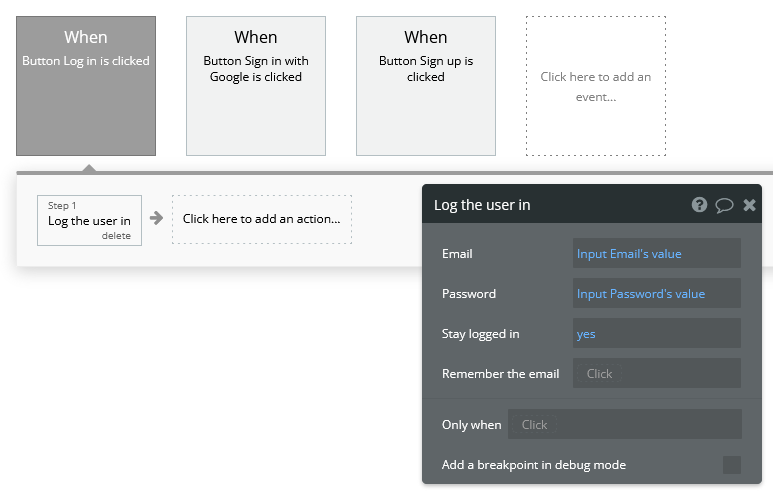 When
Button Log in is clicked
When
Button Sign in with
Google is clicked
When
Button Sign up is
clicked
Click here to add an
event...
Step 1
Log the user in
delete
Click here to add an action...
Log the user in
?
Email
Input Email's value
Password
Input Password's value
Stay logged in
yes
Remember the email
Click
Only when
Click
Add a breakpoint in debug mode